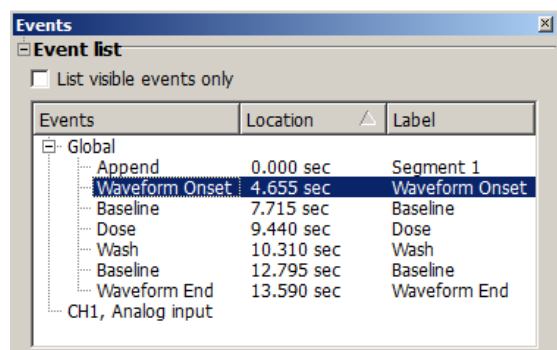 Events
Event list
List visible events only
Events Location Label
Global
Append 0.000 sec Segment 1
Waveform Onset 4.655 sec Waveform Onset
Baseline 7.715 sec Baseline
Dose 9.440 sec Dose
Wash 10.310 sec Wash
Baseline 12.795 sec Baseline
Waveform End 13.590 sec Waveform End
CH1, Analog input